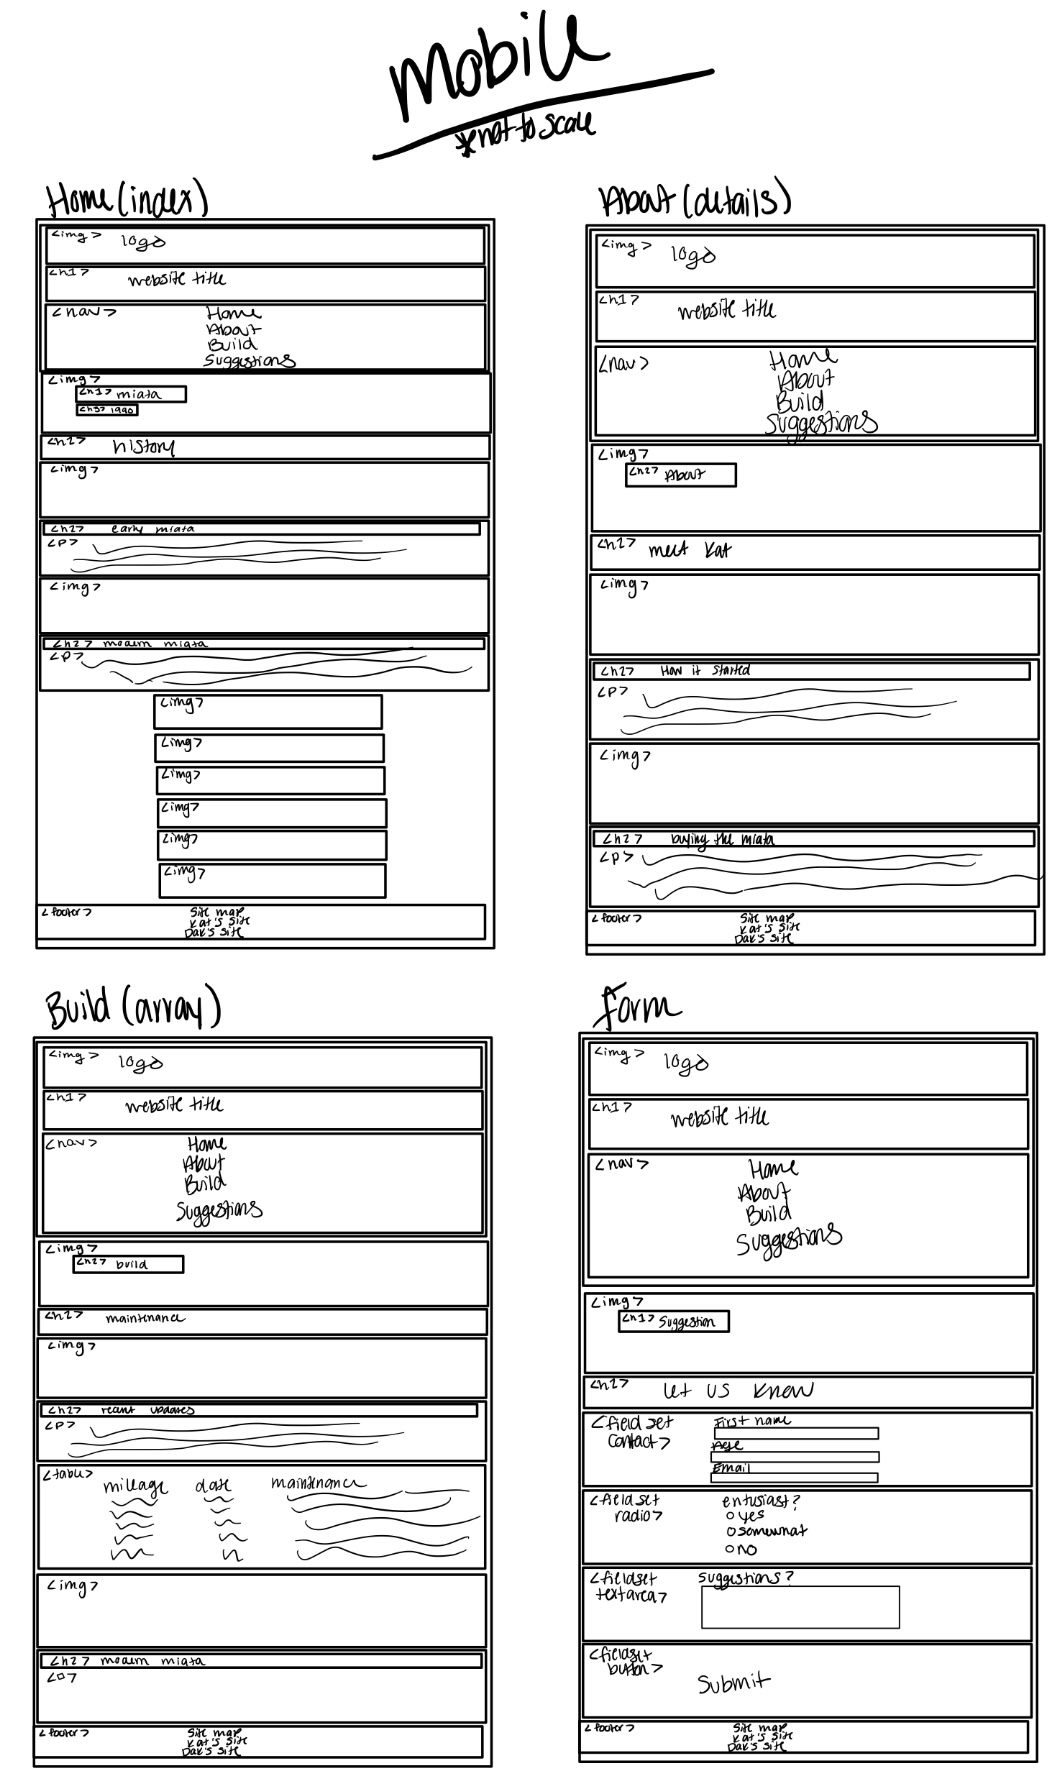 Mobile
*not to scale
Home (index)
<img> logo
<h1> website title
<nav> Home
About
Build
Suggestions
<img>
<h1> miata
<h3> 1990
<h2> history
<img>
<h2> early miata
<p>
<img>
<h2> modern miata
<p>
<img>
<img>
<img>
<img>
<img>
<img>
<footer> Site map
Kat's Site
Dak's site
About (details)
<img> logo
<h1> website title
<nav> Home
About
Build
Suggestions
<img>
<h2> About
<h2> meet Kat
<img>
<h2> How it started
<p>
<img>
<h2> buying the miata
<p>
<footer> Site map
Kat's Site
Dak's site
Build (array)
<img> logo
<h1> website title
<nav> Home
About
Build
Suggestions
<img>
<h2> build
<h2> maintenance
<img>
<h2> recent updates
<p>
<table> mileage date maintenance
<img>
<h2> modern miata
<footer> Site map
Kat's Site
Dak's site
Form
<img> logo
<h1> website title
<nav> Home
About
Build
Suggestions
<img>
<h1> Suggestion
<h2> Let us know
<field set First name
contact> Age
Email
<field set entusiast?
radio> yes
somewhat
no
<fieldset suggestions?
textarea>
<fieldset
button> Submit
<footer> Site map
Kat's Site
Dak's site